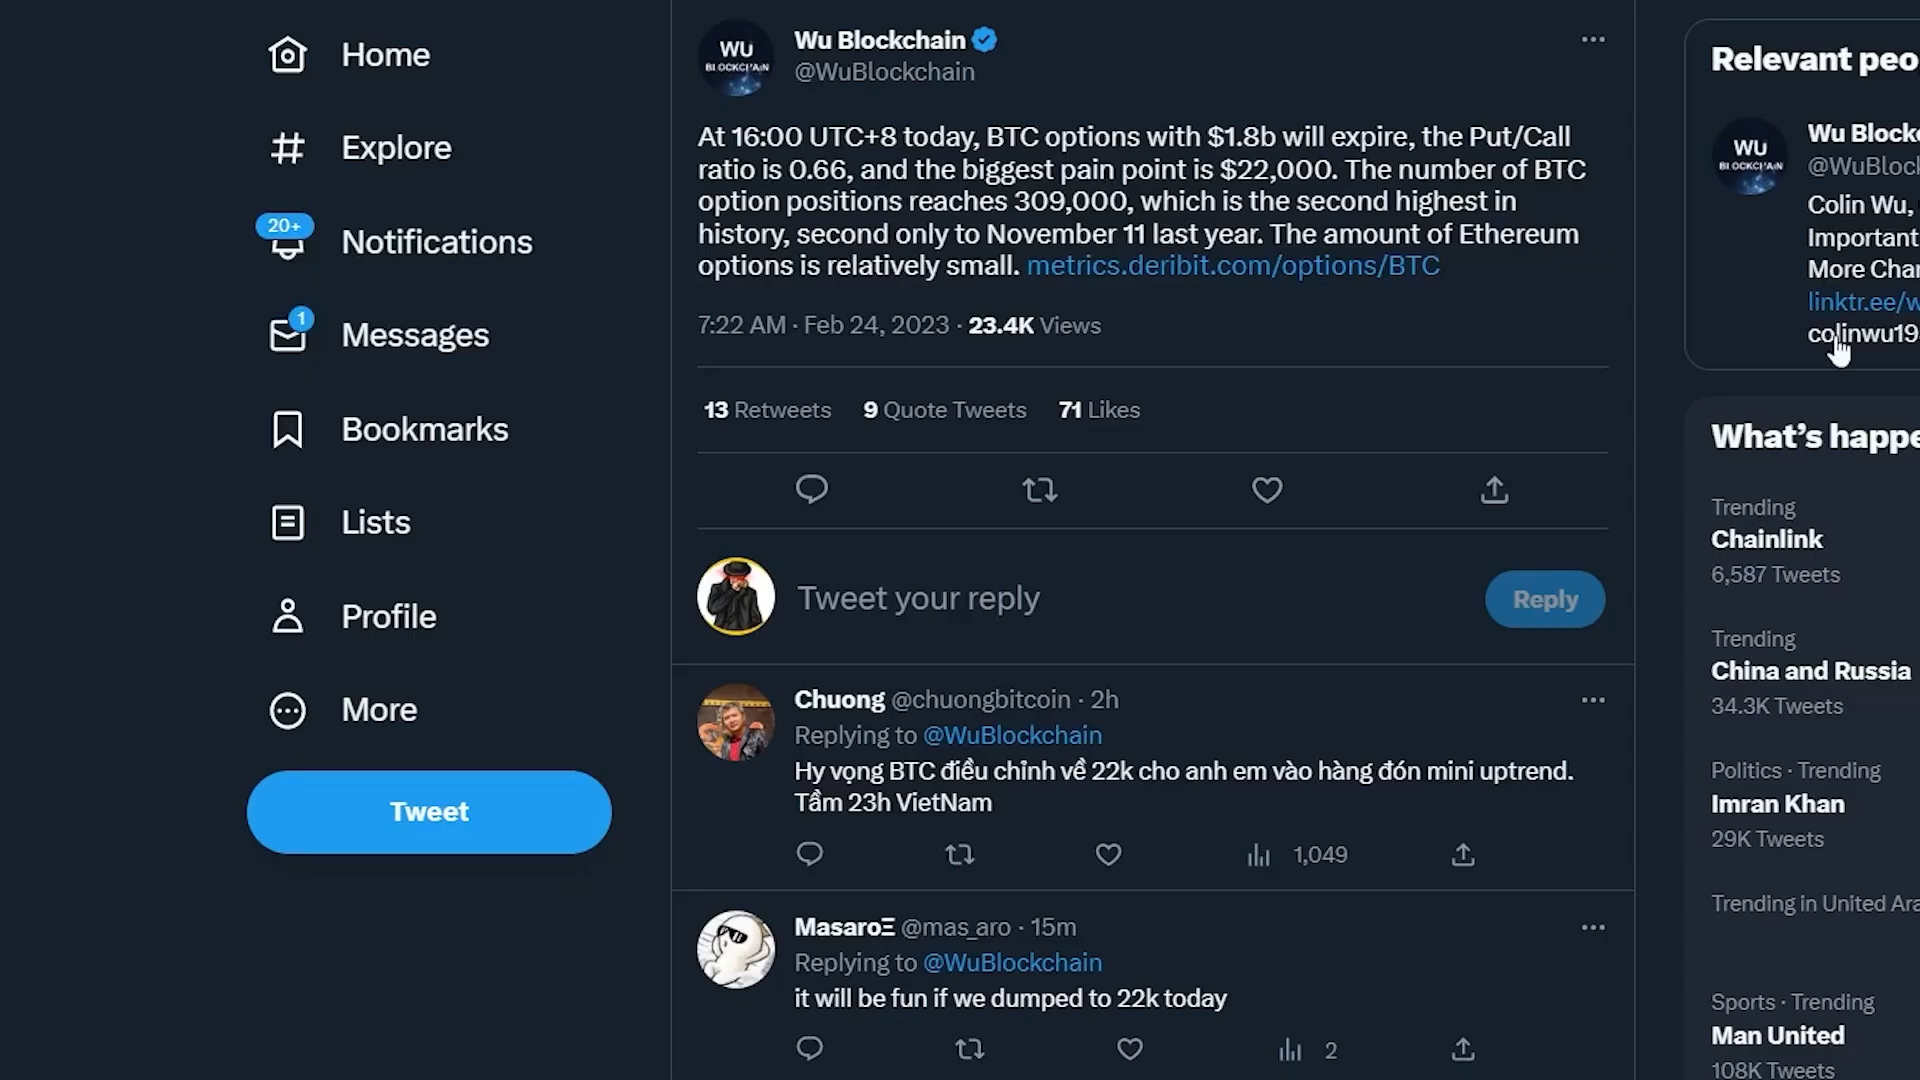 Home
Explore
20+
Notifications
1
Messages
Bookmarks
Lists
Profile
More
Tweet
WU
BLOCKCHAIN
Wu Blockchain
@WuBlockchain
At 16:00 UTC+8 today, BTC options with $1.8b will expire, the Put/Call
ratio is 0.66, and the biggest pain point is $22,000. The number of BTC
option positions reaches 309,000, which is the second highest in
history, second only to November 11 last year. The amount of Ethereum
options is relatively small. metrics.deribit.com/options/BTC
7:22 AM · Feb 24, 2023 · 23.4K Views
13 Retweets 9 Quote Tweets 71 Likes
Tweet your reply
Reply
Chuong @chuongbitcoin · 2h
Replying to @WuBlockchain
Hy vọng BTC điều chỉnh về 22k cho anh em vào hàng đón mini uptrend.
Tầm 23h VietNam
1,049
MasaroΞ @mas_aro · 15m
Replying to @WuBlockchain
it will be fun if we dumped to 22k today
2
Relevant peo
WU
BLOCKCHAIN
Wu Blockc
@WuBlock
Colin Wu,
Important
More Char
linktr.ee/w
colinwu19
What's happe
Trending
Chainlink
6,587 Tweets
Trending
China and Russia
34.3K Tweets
Politics · Trending
Imran Khan
29K Tweets
Trending in United Ara
Sports · Trending
Man United
108K Tweets